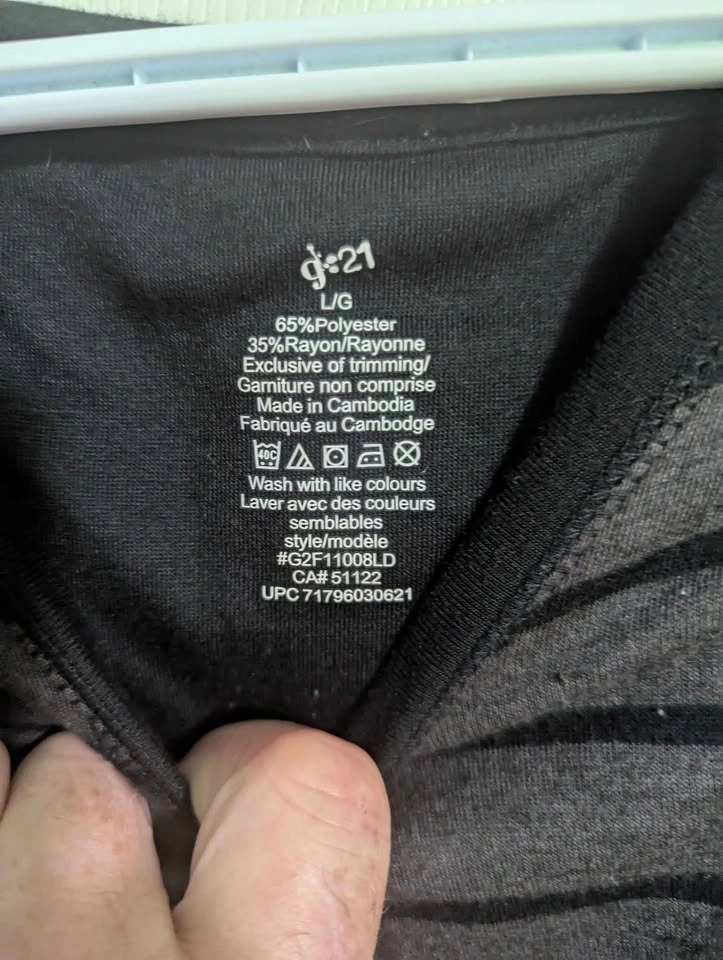 g:21
L/G
65%Polyester
35%Rayon/Rayonne
Exclusive of trimming/
Garniture non comprise
Made in Cambodia
Fabriqué au Cambodge
40C
Wash with like colours
Laver avec des couleurs
semblables
style/modèle
#G2F11008LD
CA# 51122
UPC 71796030621